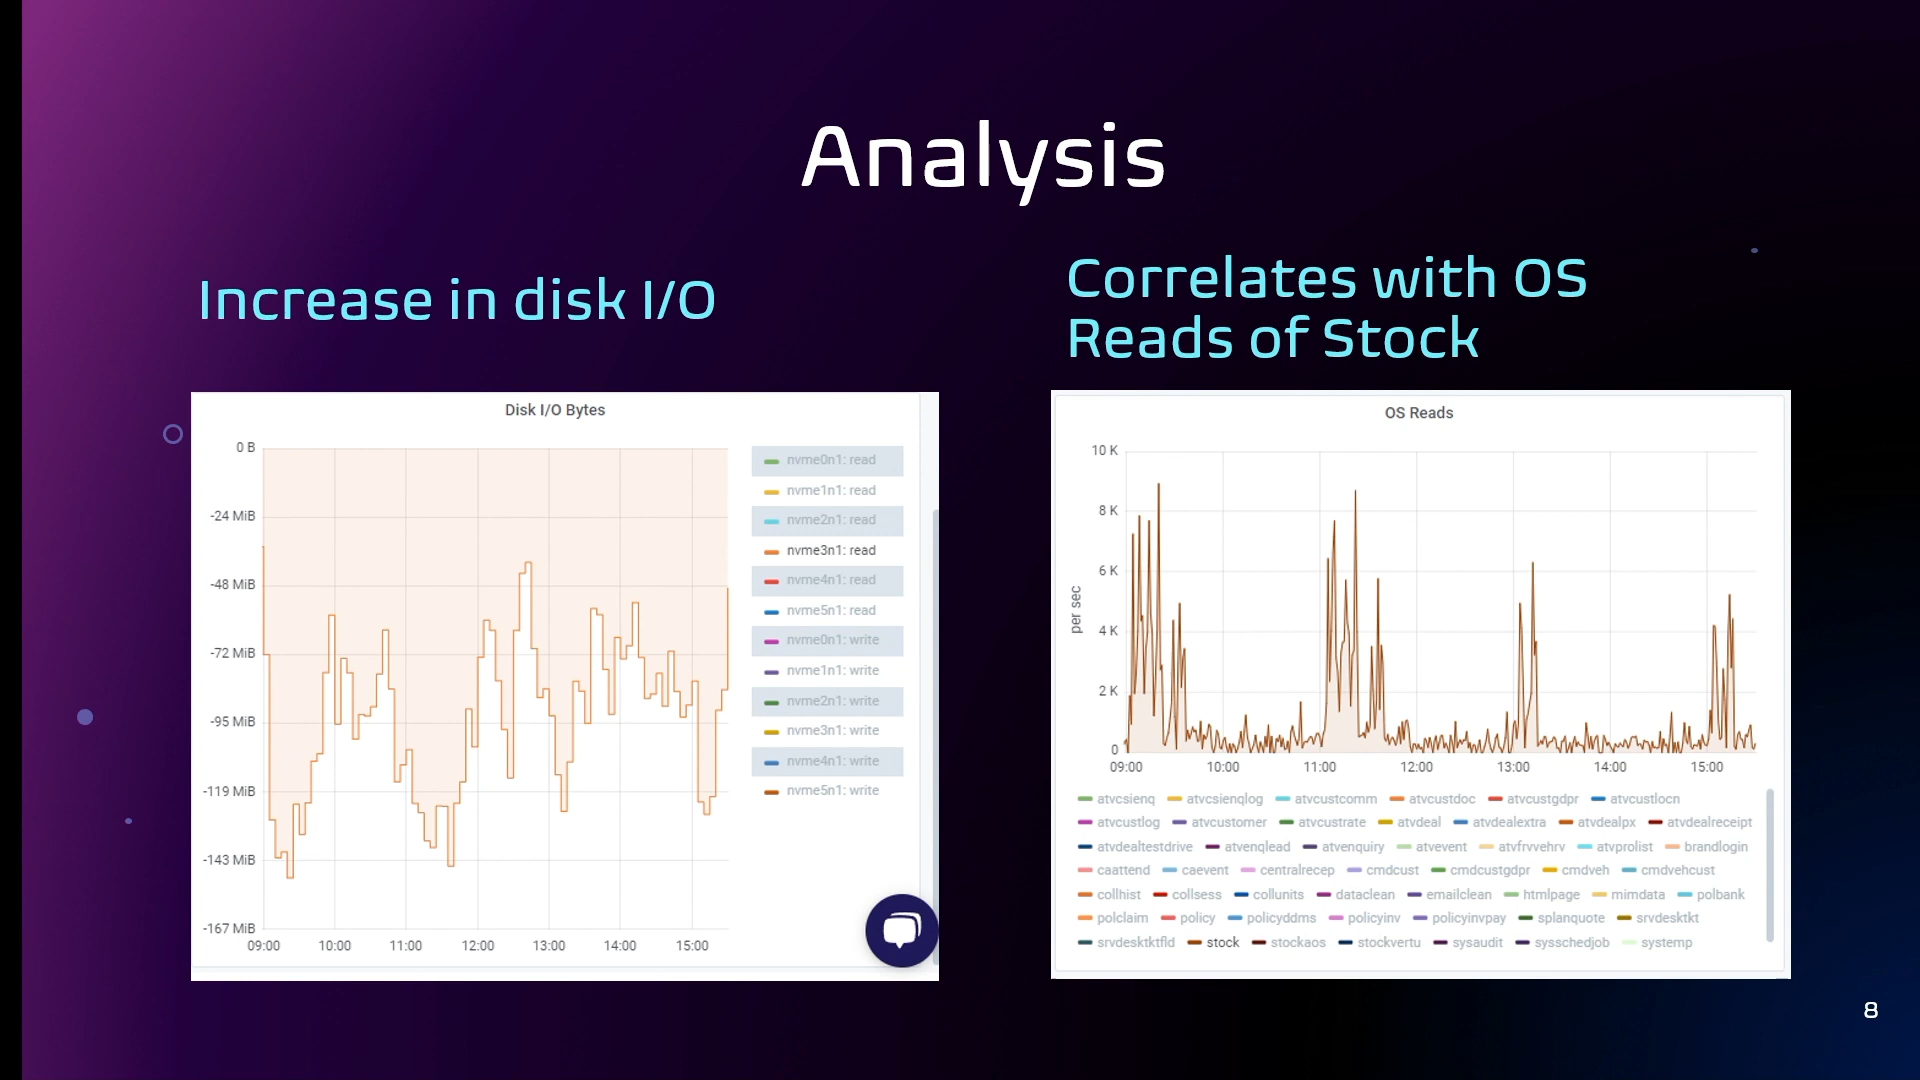 Analysis
Increase in disk I/O
Correlates with OS
Reads of Stock
Disk I/O Bytes
0 B
-24 MiB
-48 MiB
-72 MiB
-95 MiB
-119 MiB
-143 MiB
-167 MiB
09:00 10:00 11:00 12:00 13:00 14:00 15:00
nvme0n1: read
nvme1n1: read
nvme2n1: read
nvme3n1: read
nvme4n1: read
nvme5n1: read
nvme0n1: write
nvme1n1: write
nvme2n1: write
nvme3n1: write
nvme4n1: write
nvme5n1: write
OS Reads
per sec
10 K
8 K
6 K
4 K
2 K
0
09:00 10:00 11:00 12:00 13:00 14:00 15:00
atvcsienq atvcsienqlog atvcustcomm atvcustdoc atvcustgdpr atvcustlocn
atvcustlog atvcustomer atvcustrate atvdeal atvdealextra atvdealpx atvdealreceipt
atvdealtestdrive atvenqlead atvenquiry atvevent atvfrvvehrv atvprolist brandlogin
caattend caevent centralrecep cmdcust cmdcustgdpr cmdveh cmdvehcust
collhist collsess collunits dataclean emailclean htmlpage mimdata polbank
polclaim policy policyddms policyinv policyinvpay splanquote srvdesktkt
srvdesktktfld stock stockaos stockvertu sysaudit sysschedjob systemp
8